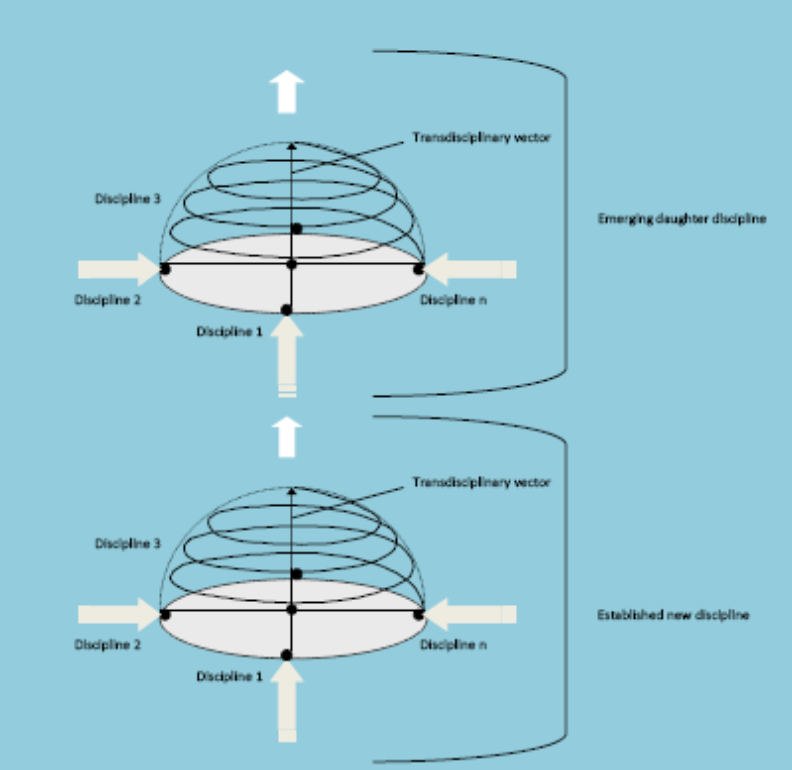 Transdisciplinary vector
Discipline 3
Emerging daughter discipline
Discipline 2
Discipline n
Discipline 1
Transdisciplinary vector
Discipline 3
Established new discipline
Discipline 2
Discipline n
Discipline 1